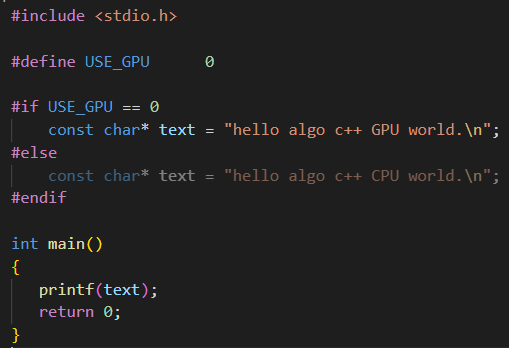 #include <stdio.h>
#define USE_GPU      0
#if USE_GPU == 0
    const char* text = "hello algo c++ GPU world.\n";
#else
    const char* text = "hello algo c++ CPU world.\n";
#endif
int main()
{
   printf(text);
   return 0;
}